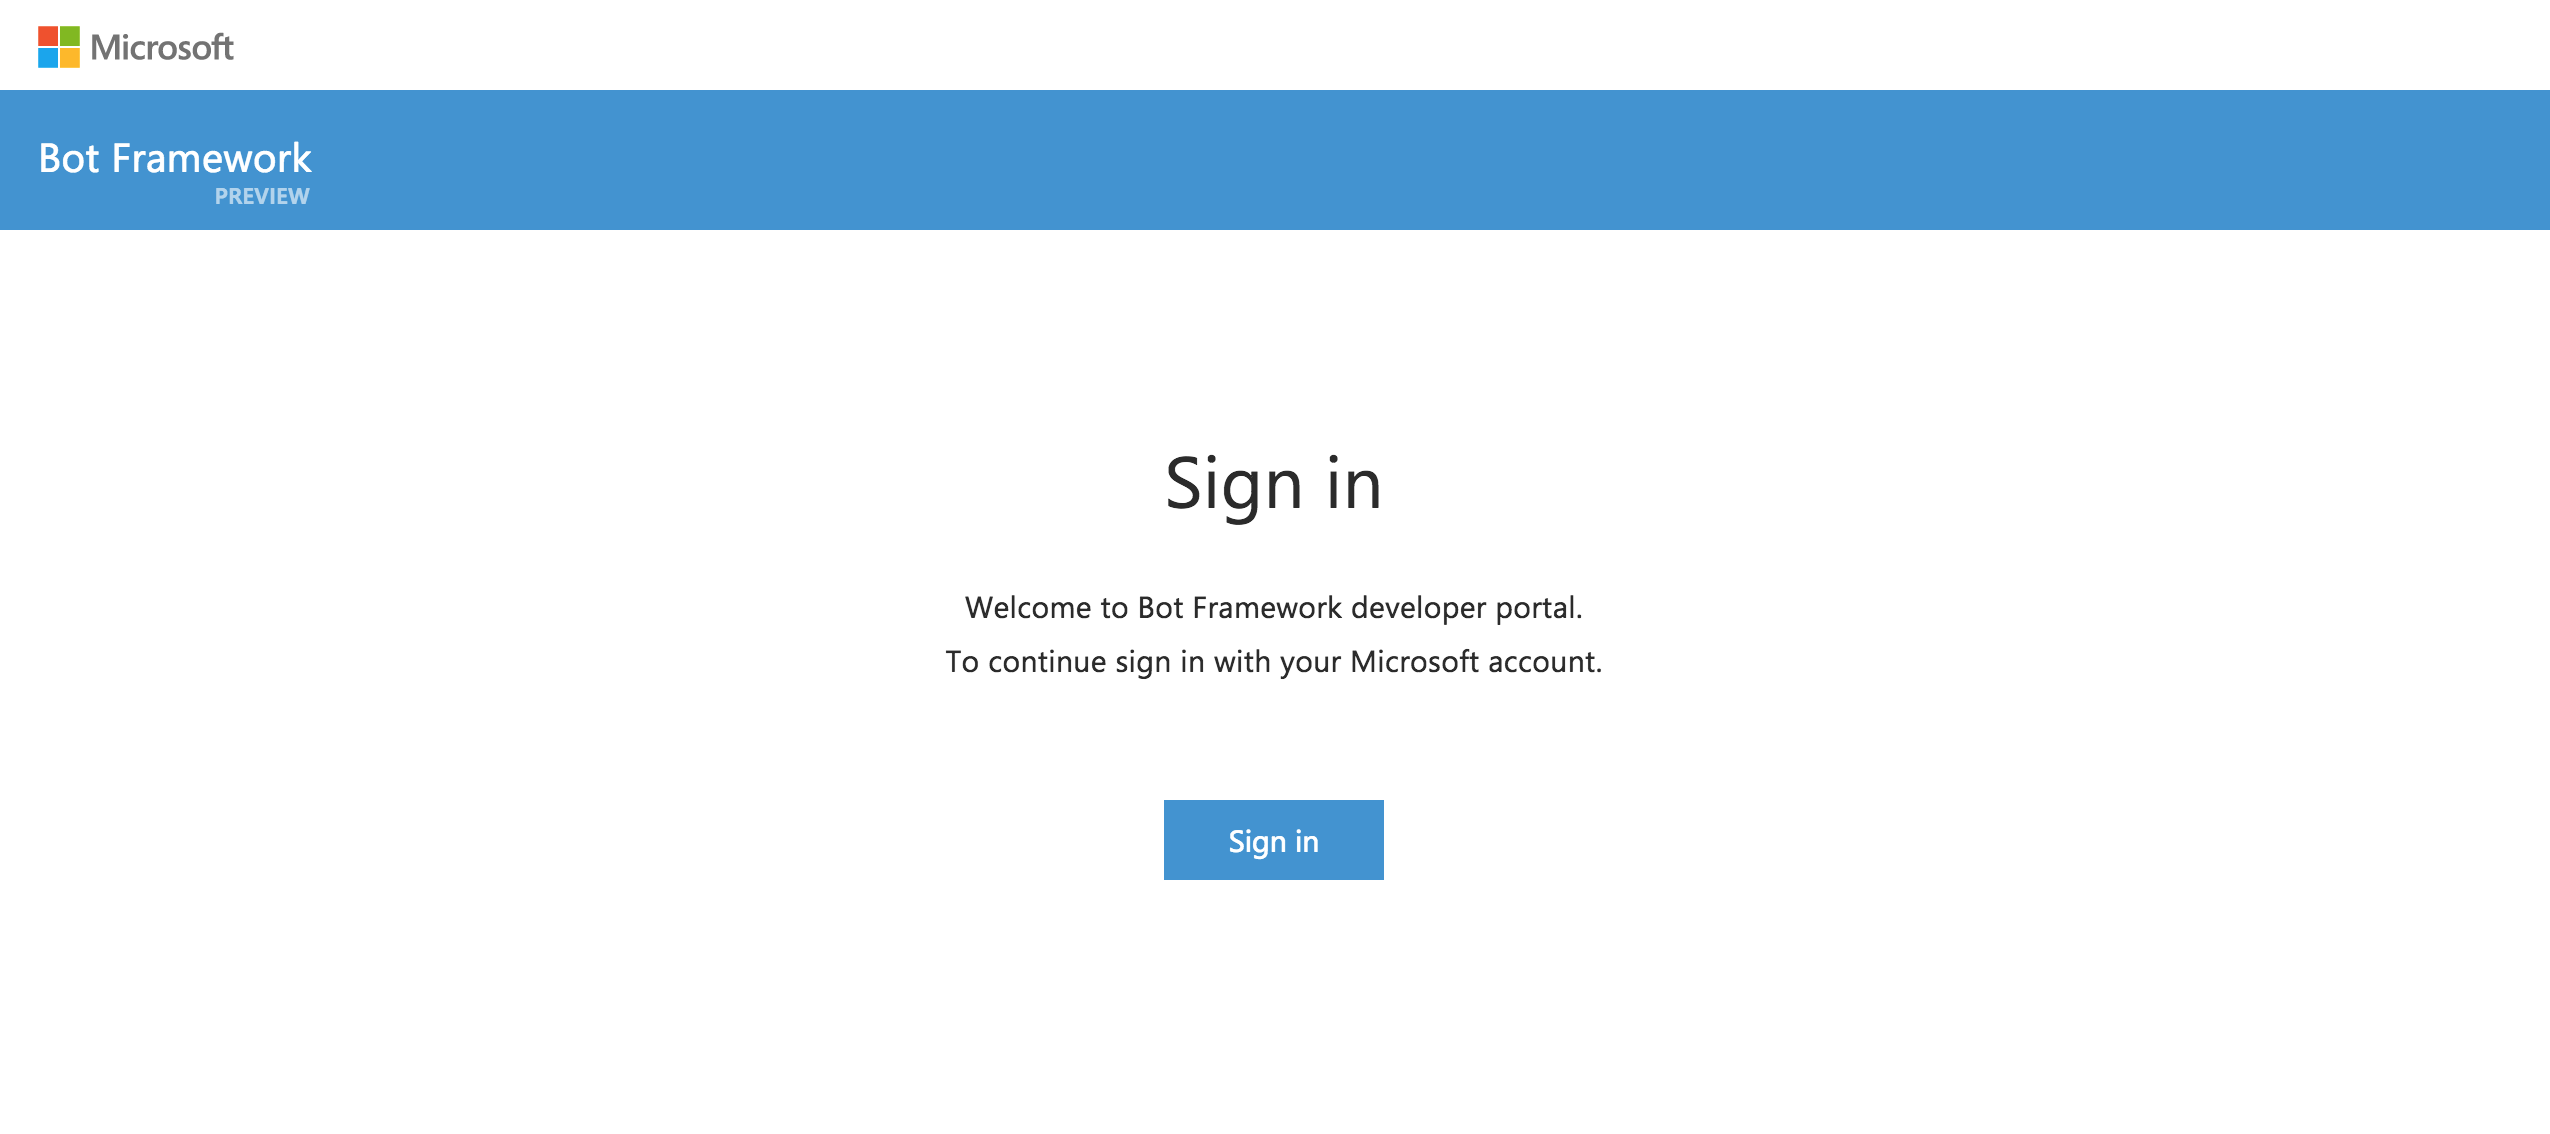 Microsoft
Bot Framework
PREVIEW
Sign in
Welcome to Bot Framework developer portal.
To continue sign in with your Microsoft account.
Sign in